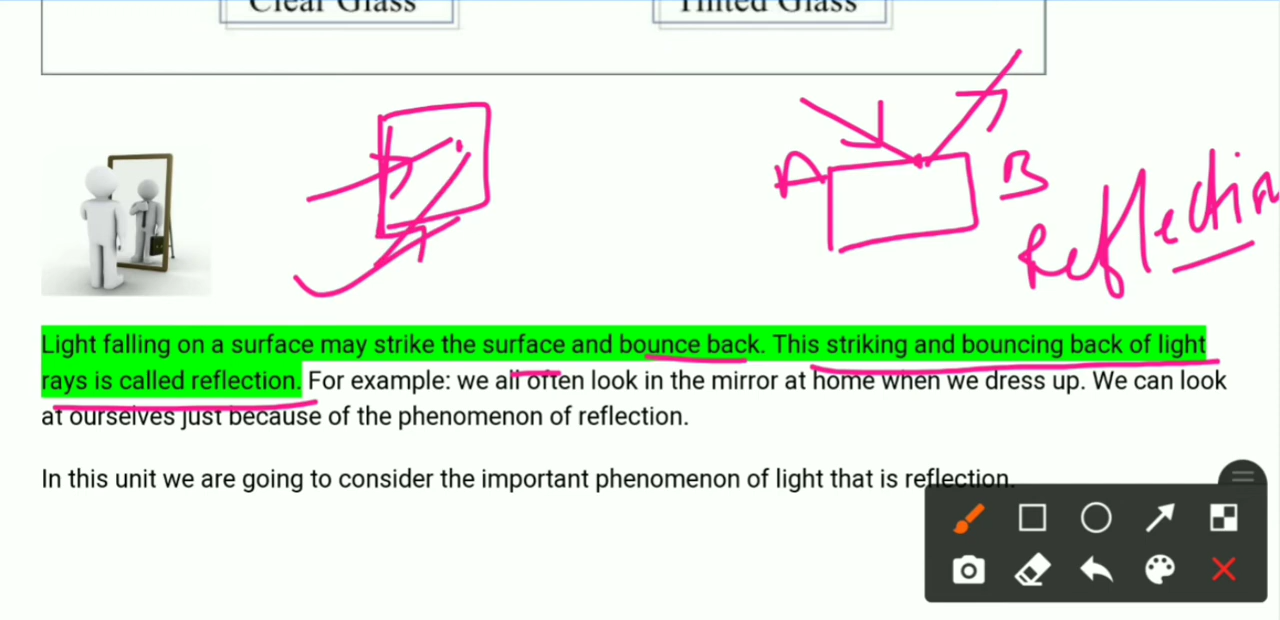 Clear Glass Tinted Glass
A B
Reflection
Light falling on a surface may strike the surface and bounce back. This striking and bouncing back of light
rays is called reflection. For example: we all often look in the mirror at home when we dress up. We can look
at ourselves just because of the phenomenon of reflection.
In this unit we are going to consider the important phenomenon of light that is reflection.